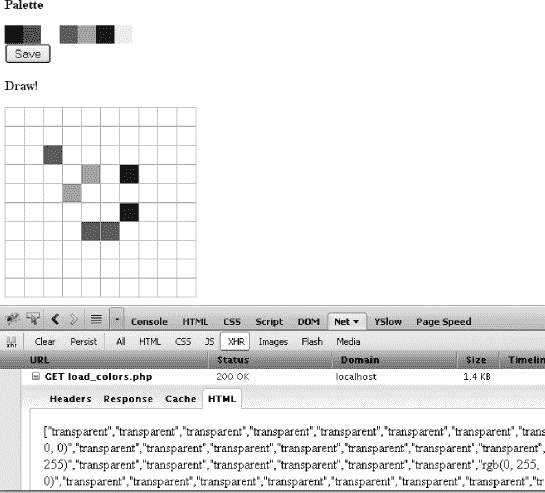 Palette
Save
Draw!
Console HTML CSS Script DOM Net YSlow Page Speed
Clear Persist All HTML CSS JS XHR Images Flash Media
URL Status Domain Size Timelin
GET load_colors.php 200 OK localhost 1.4 KB
Headers Response Cache HTML
["transparent","transparent","transparent","transparent","transparent","transparent","transparent","trans
0, 0)","transparent","transparent","transparent","transparent","transparent","transparent","transparent",
255)","transparent","transparent","transparent","transparent","rgb(0, 255,
0)","transparent","transparent","transparent","transparent","transparent","transparent","transparent","tr